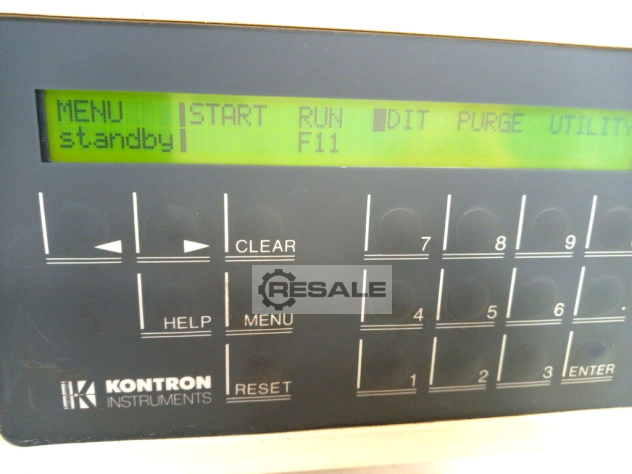 MENU START RUN ■DIT PURGE UTILITY
standby F11
CLEAR 7 8 9
HELP MENU 4 5 6 .
RESET 1 2 3 ENTER
RESALE
KONTRON
INSTRUMENTS